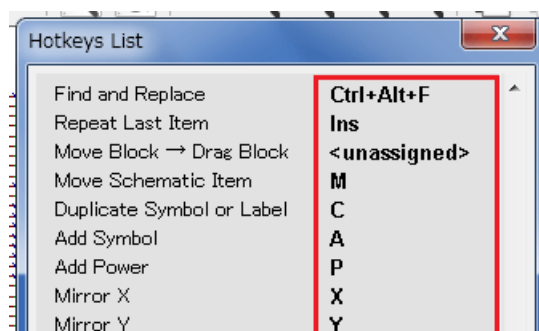 Hotkeys List
Find and Replace Ctrl+Alt+F
Repeat Last Item Ins
Move Block → Drag Block <unassigned>
Move Schematic Item M
Duplicate Symbol or Label C
Add Symbol A
Add Power P
Mirror X X
Mirror Y Y